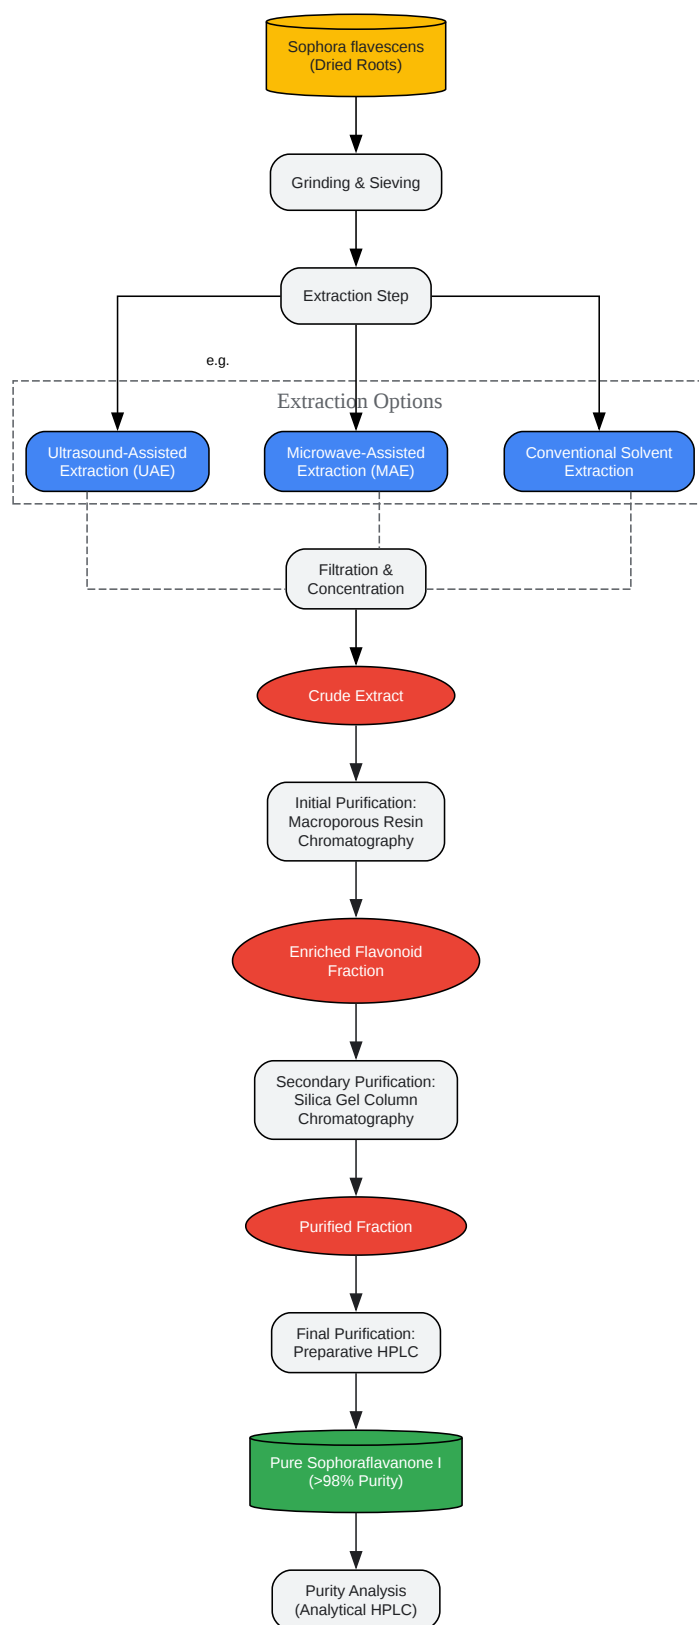 Sophora flavescens
(Dried Roots)
Grinding & Sieving
Extraction Step
e.g.
Extraction Options
Ultrasound-Assisted
Extraction (UAE)
Microwave-Assisted
Extraction (MAE)
Conventional Solvent
Extraction
Filtration &
Concentration
Crude Extract
Initial Purification:
Macroporous Resin
Chromatography
Enriched Flavonoid
Fraction
Secondary Purification:
Silica Gel Column
Chromatography
Purified Fraction
Final Purification:
Preparative HPLC
Pure Sophoraflavanone I
(>98% Purity)
Purity Analysis
(Analytical HPLC)